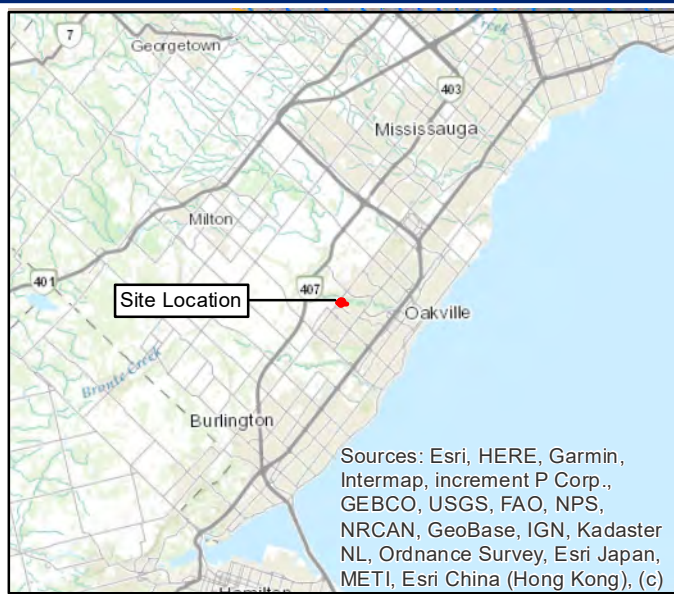 7
Georgetown
Creek
403
Mississauga
Milton
401
407
Site Location
Oakville
Bronte Creek
Burlington
Sources: Esri, HERE, Garmin,
Intermap, increment P Corp.,
GEBCO, USGS, FAO, NPS,
NRCAN, GeoBase, IGN, Kadaster
NL, Ordnance Survey, Esri Japan,
METI, Esri China (Hong Kong), (c)
Hamilton